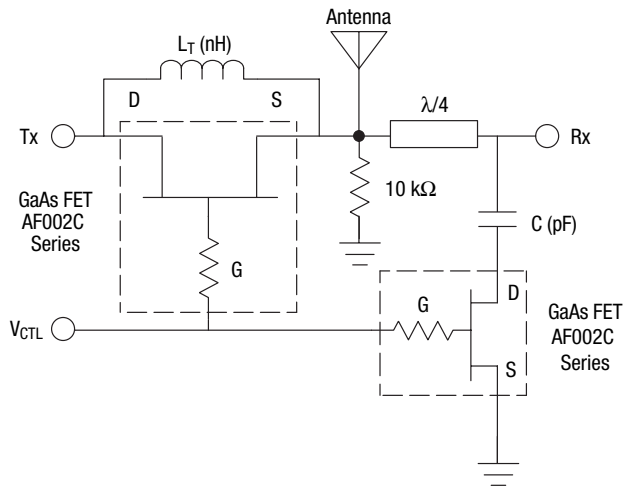 Antenna
L_T (nH)
D
S
λ/4
Tx
Rx
GaAs FET
AF002C
Series
10 kΩ
C (pF)
G
D
G
GaAs FET
AF002C
Series
V_CTL
S